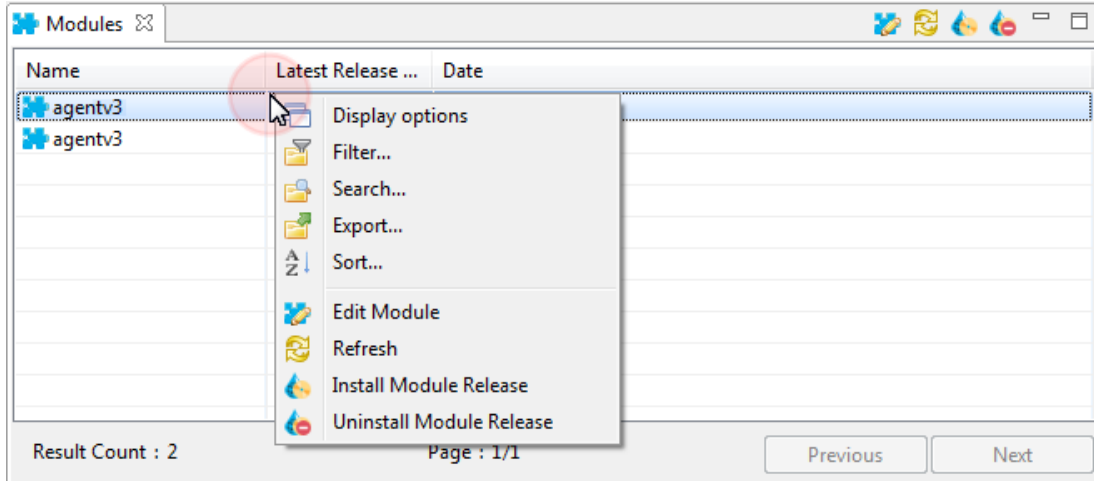 Modules
Name Latest Release ... Date
agentv3
agentv3
Display options
Filter...
Search...
Export...
Sort...
Edit Module
Refresh
Install Module Release
Uninstall Module Release
Result Count : 2 Page : 1/1 Previous Next